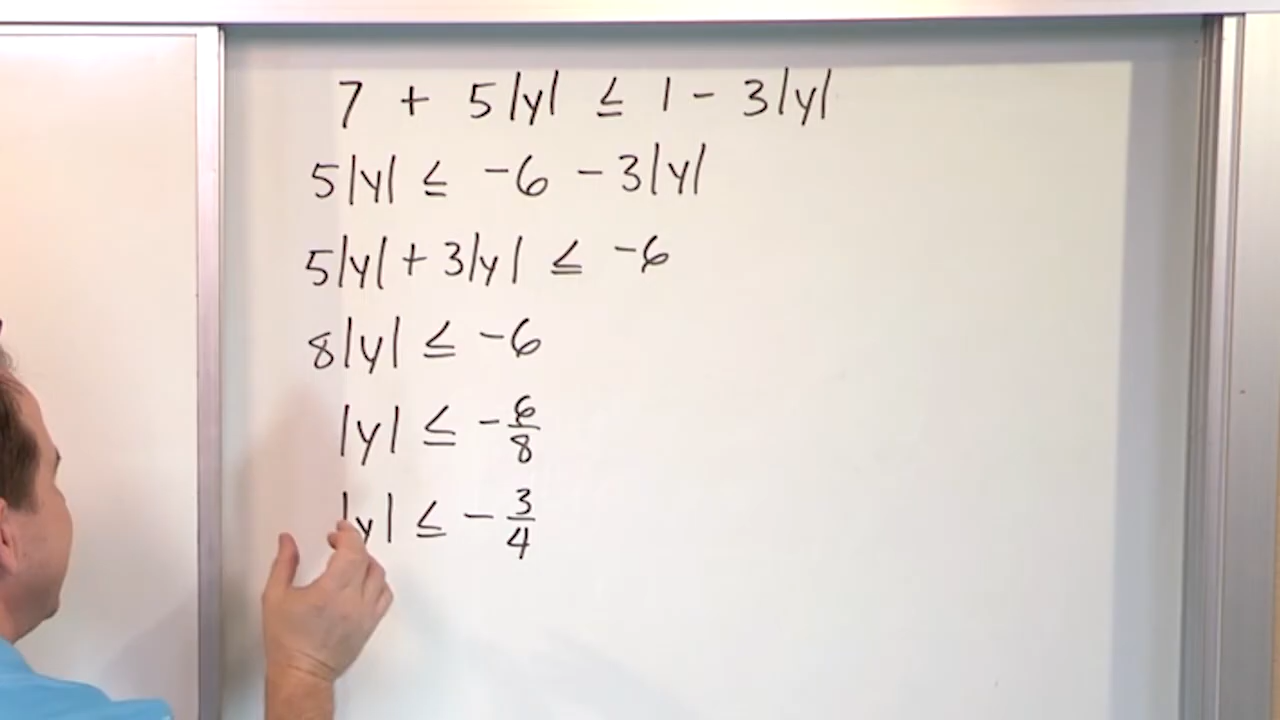 7 + 5|y| ≤ 1 - 3|y|
5|y| ≤ -6 - 3|y|
5|y| + 3|y| ≤ -6
8|y| ≤ -6
|y| ≤ -6/8
|y| ≤ -3/4